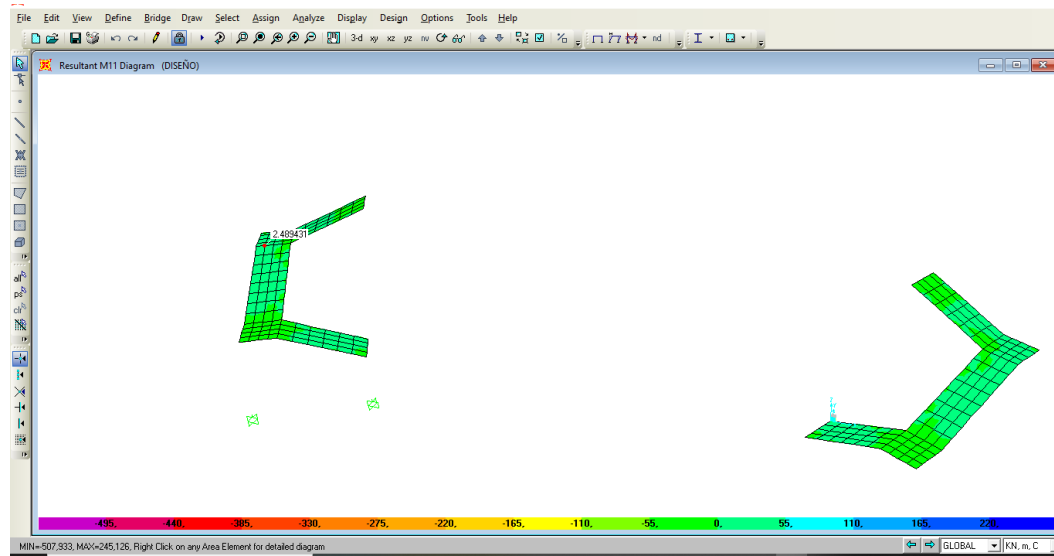 File Edit View Define Bridge Draw Select Assign Analyze Display Design Options Tools Help
3-d xy xz yz nv nd
Resultant M11 Diagram (DISEÑO)
all
ps
clr
2.489431
-495, -440, -385, -330, -275, -220, -165, -110, -55, 0, 55, 110, 165, 220,
MIN=-507,933, MAX=245,126, Right Click on any Area Element for detailed diagram
GLOBAL KN, m, C